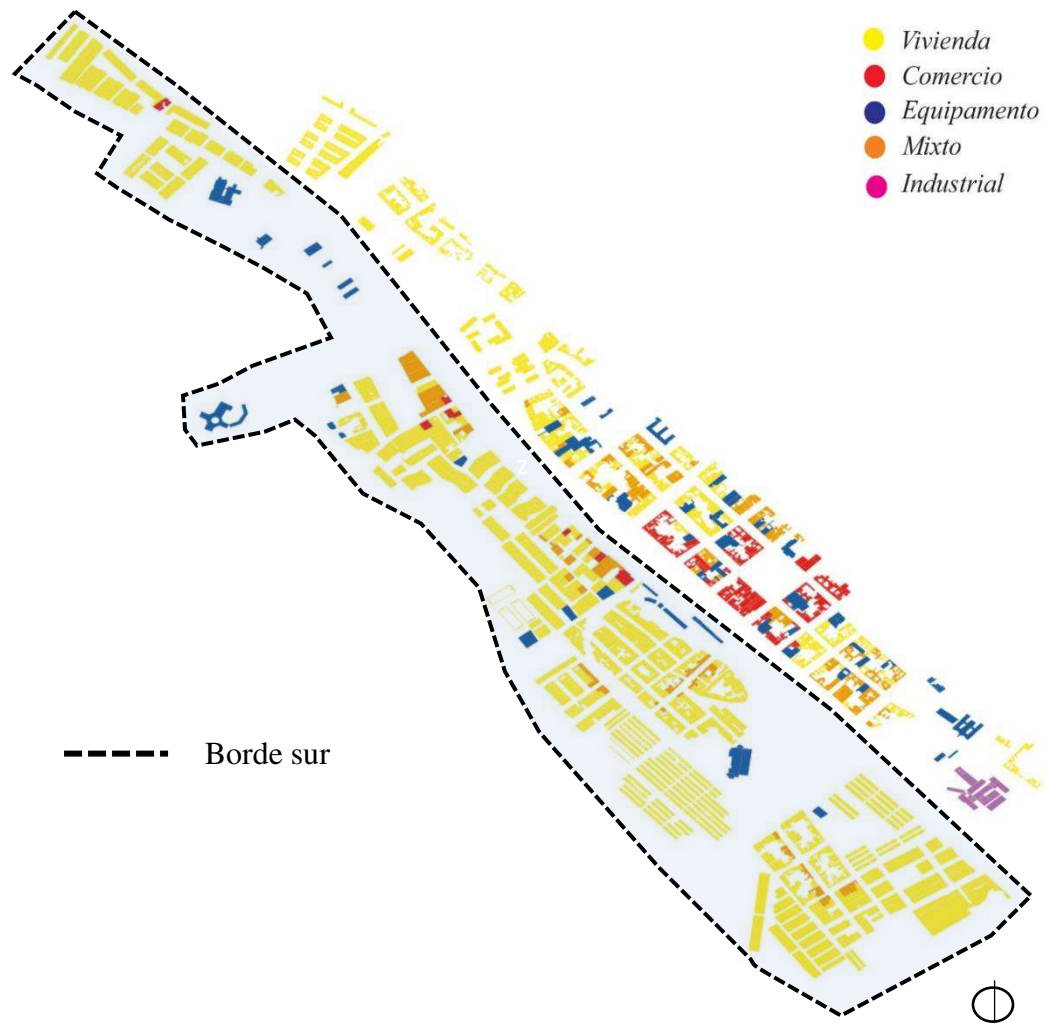 Vivienda
Comercio
Equipamento
Mixto
Industrial
Z
Borde sur